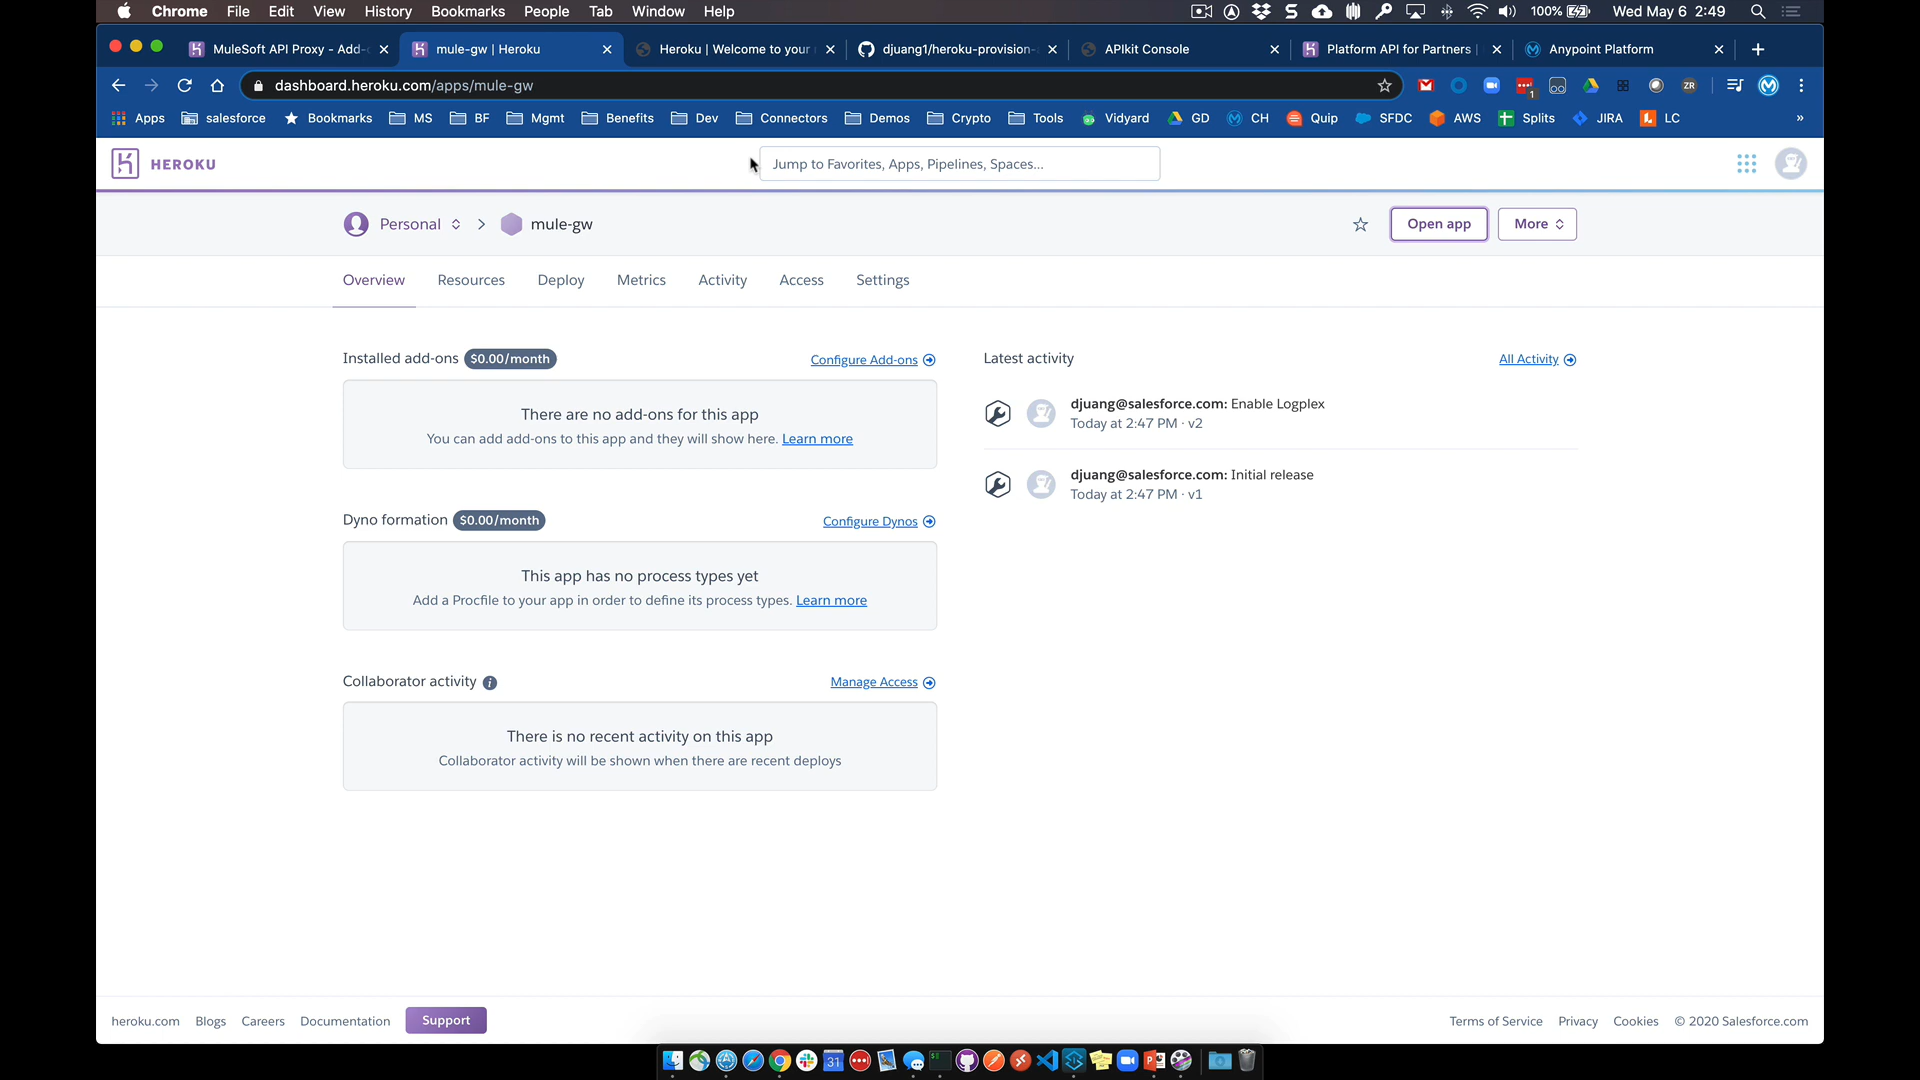 Chrome File Edit View History Bookmarks People Tab Window Help 100% Wed May 6 2:49
MuleSoft API Proxy - Add- mule-gw | Heroku Heroku | Welcome to your djuang1/heroku-provision- APIkit Console Platform API for Partners | Anypoint Platform
dashboard.heroku.com/apps/mule-gw
Apps salesforce Bookmarks MS BF Mgmt Benefits Dev Connectors Demos Crypto Tools Vidyard GD CH Quip SFDC AWS Splits JIRA LC »
HEROKU
Jump to Favorites, Apps, Pipelines, Spaces...
Personal mule-gw
Open app More
Overview Resources Deploy Metrics Activity Access Settings
Installed add-ons $0.00/month Configure Add-ons
There are no add-ons for this app
You can add add-ons to this app and they will show here. Learn more
Dyno formation $0.00/month Configure Dynos
This app has no process types yet
Add a Procfile to your app in order to define its process types. Learn more
Collaborator activity Manage Access
There is no recent activity on this app
Collaborator activity will be shown when there are recent deploys
Latest activity All Activity
djuang@salesforce.com: Enable Logplex
Today at 2:47 PM · v2
djuang@salesforce.com: Initial release
Today at 2:47 PM · v1
heroku.com Blogs Careers Documentation Support
Terms of Service Privacy Cookies © 2020 Salesforce.com
31